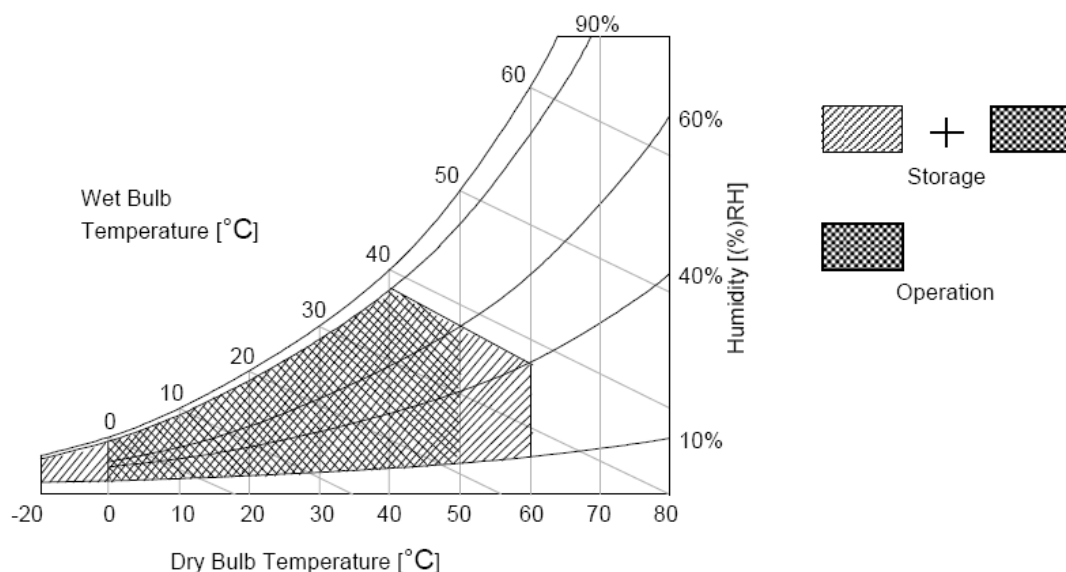 90%
60
60%
50
Wet Bulb
Temperature [°C]
40
30
20
10
0
Humidity [(%)RH]
40%
10%
-20 0 10 20 30 40 50 60 70 80
Dry Bulb Temperature [°C]
+
Storage
Operation